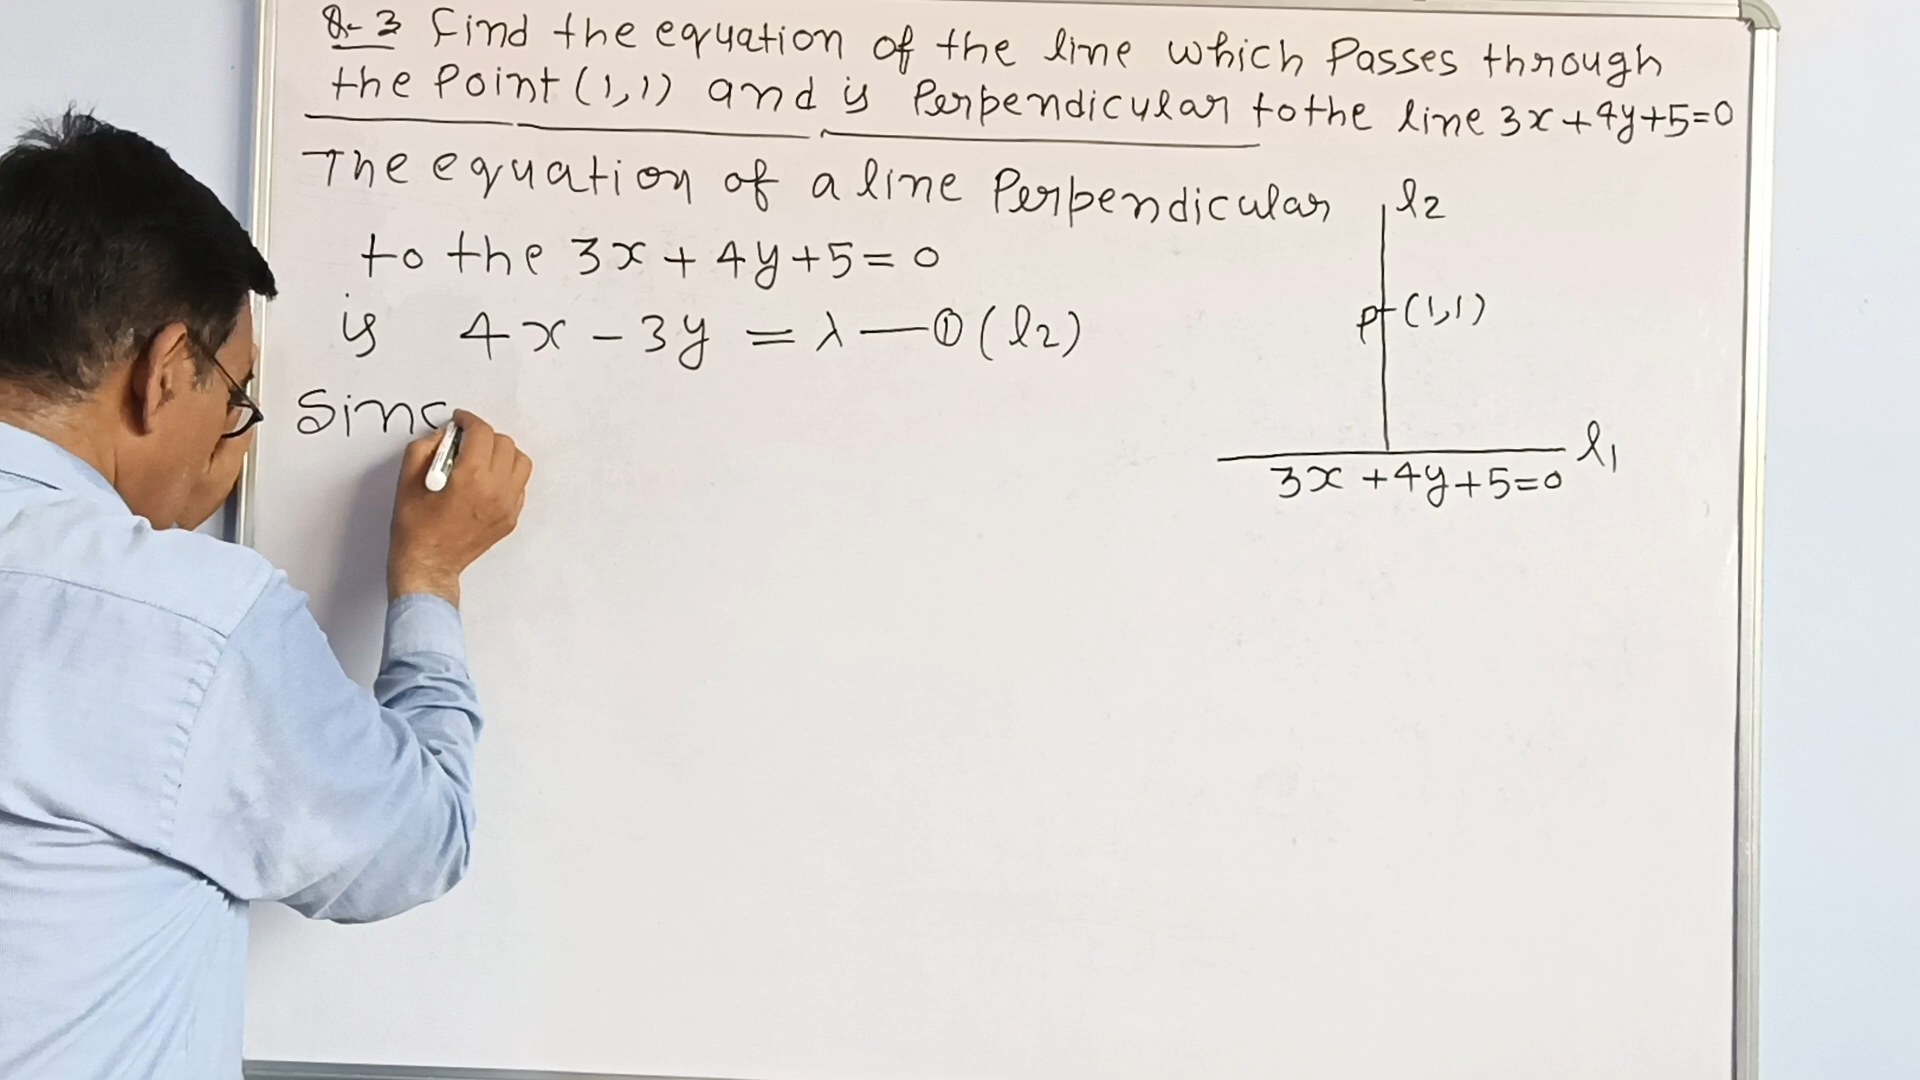 Q-3 Find the equation of the line which Passes through
the Point (1,1) and is Perpendicular to the line 3x+4y+5=0
The equation of a line Perpendicular
to the 3x+4y+5=0
is 4x-3y=λ—①(l2)
Sinc
l2
P (1,1)
l1
3x+4y+5=0